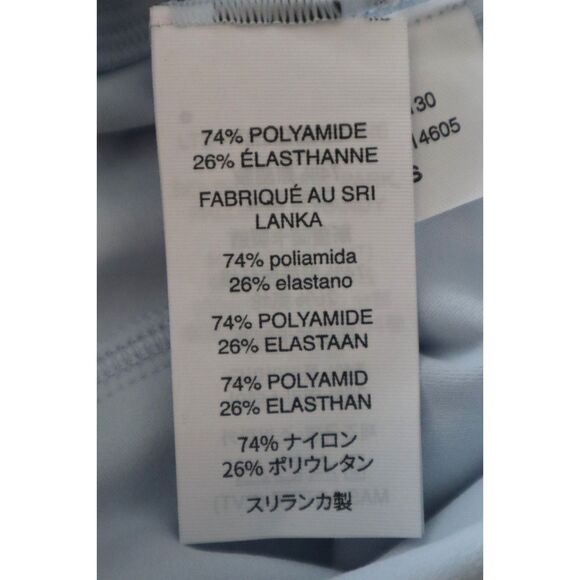 74% POLYAMIDE
26% ÉLASTHANNE
FABRIQUÉ AU SRI
LANKA
74% poliamida
26% elastano
74% POLYAMIDE
26% ELASTAAN
74% POLYAMID
26% ELASTHAN
74% ナイロン
26% ポリウレタン
スリランカ製
130
14605
S